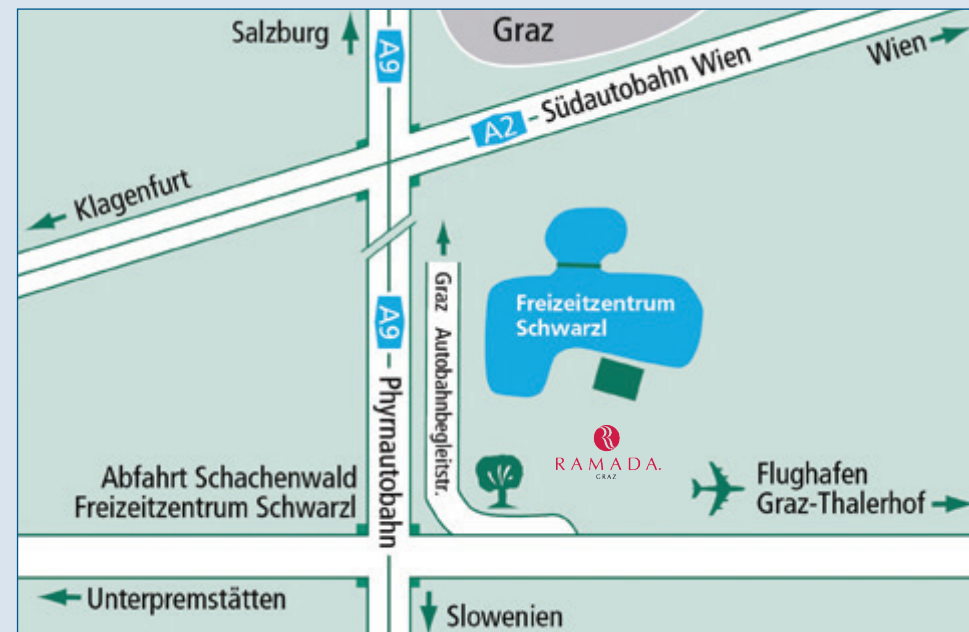 Salzburg
A9
Graz
Wien
A2 - Südautobahn Wien
Klagenfurt
Graz Autobahnbegleitstr.
Freizeitzentrum
Schwarzl
A9 - Phyrnautobahn
RAMADA.
GRAZ
Abfahrt Schachenwald
Freizeitzentrum Schwarzl
Flughafen
Graz-Thalerhof
Unterpremstätten
Slowenien